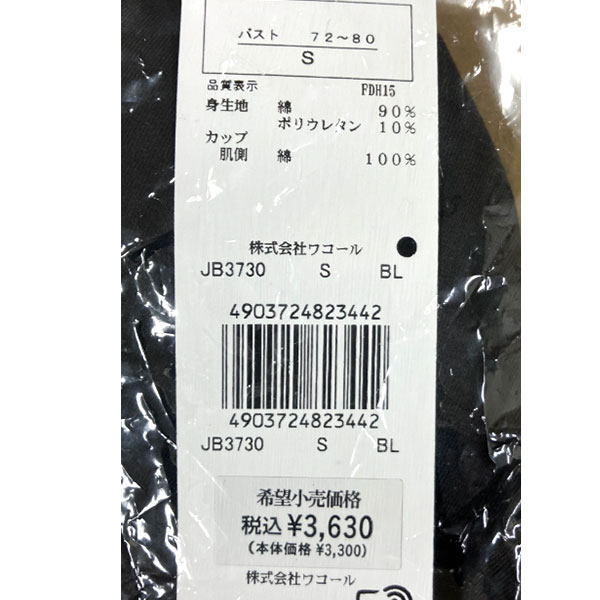 バスト 72～80
S
品質表示 FDH15
身生地 綿 90%
ポリウレタン 10%
カップ
肌側 綿 100%
株式会社ワコール
JB3730 S BL
4903724823442
4903724823442
JB3730 S BL
希望小売価格
税込 ¥3,630
(本体価格 ¥3,300)
株式会社ワコール